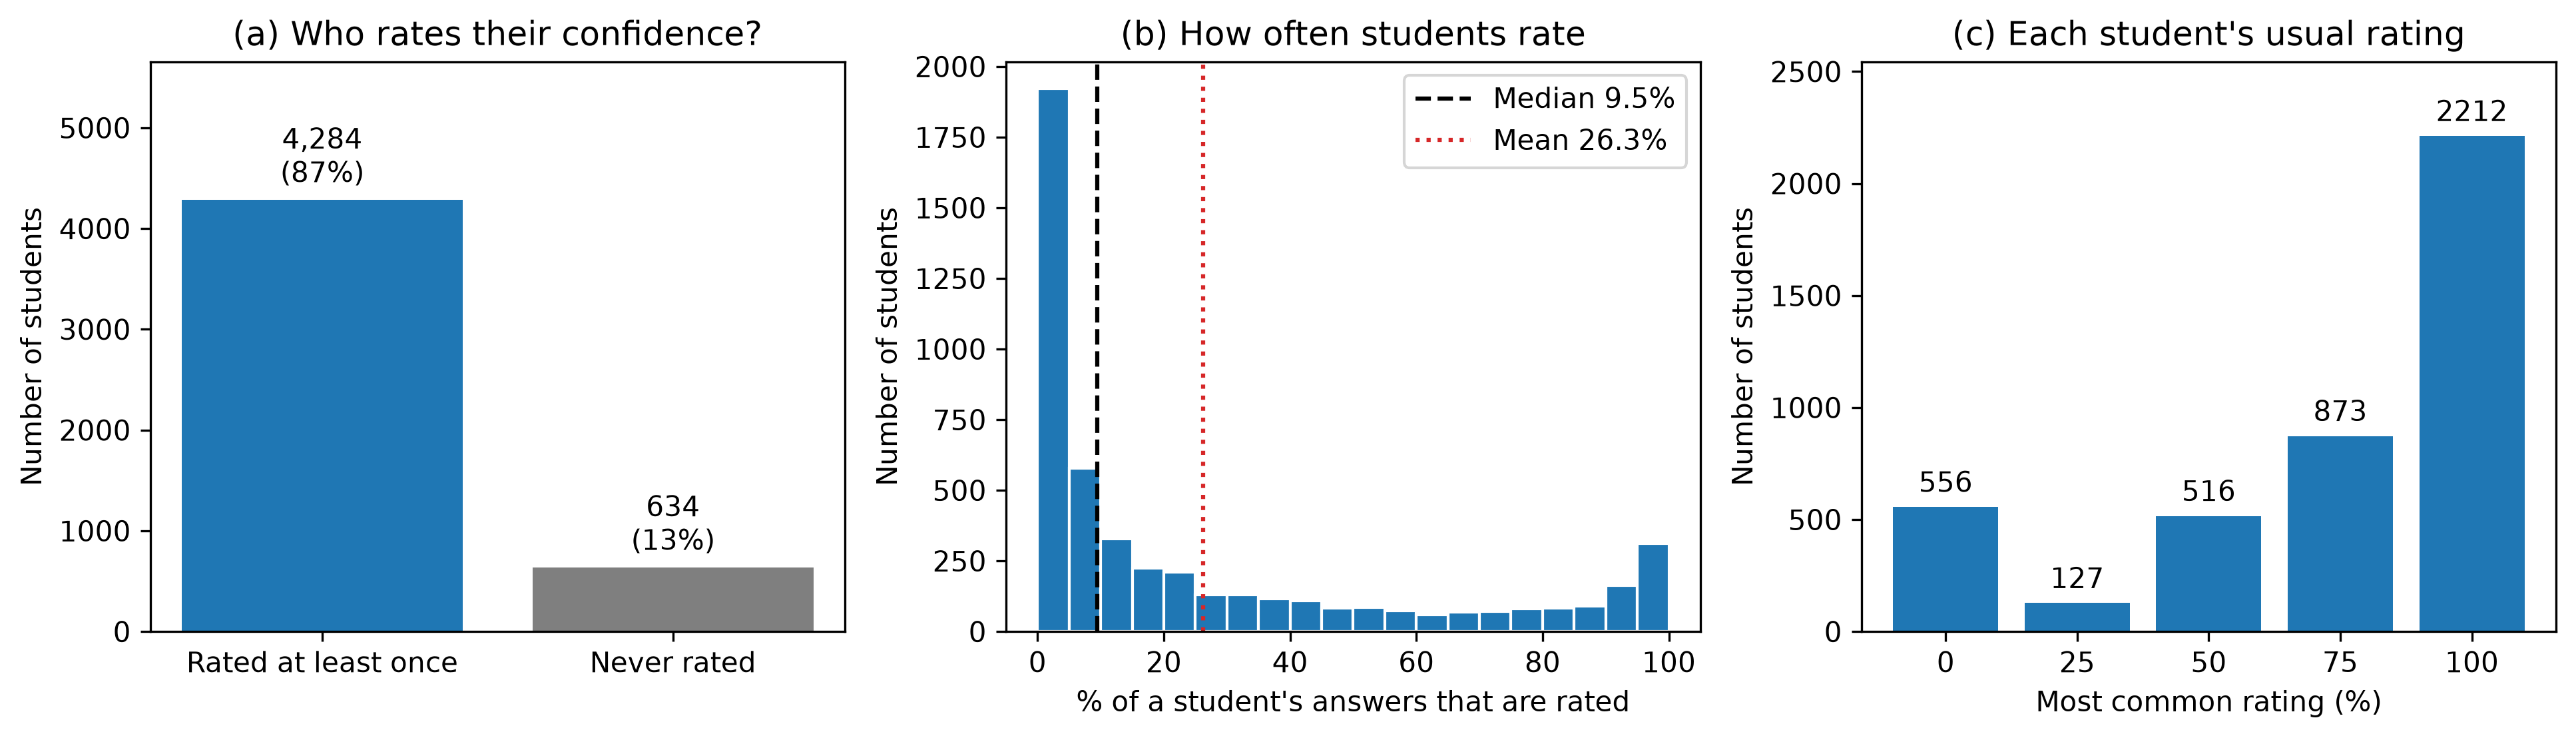 (a) Who rates their confidence?
Number of students
5000
4000
3000
2000
1000
0
4,284
(87%)
634
(13%)
Rated at least once
Never rated
(b) How often students rate
Number of students
2000
1750
1500
1250
1000
750
500
250
0
Median 9.5%
Mean 26.3%
0 20 40 60 80 100
% of a student's answers that are rated
(c) Each student's usual rating
Number of students
2500
2000
1500
1000
500
0
556
127
516
873
2212
0 25 50 75 100
Most common rating (%)